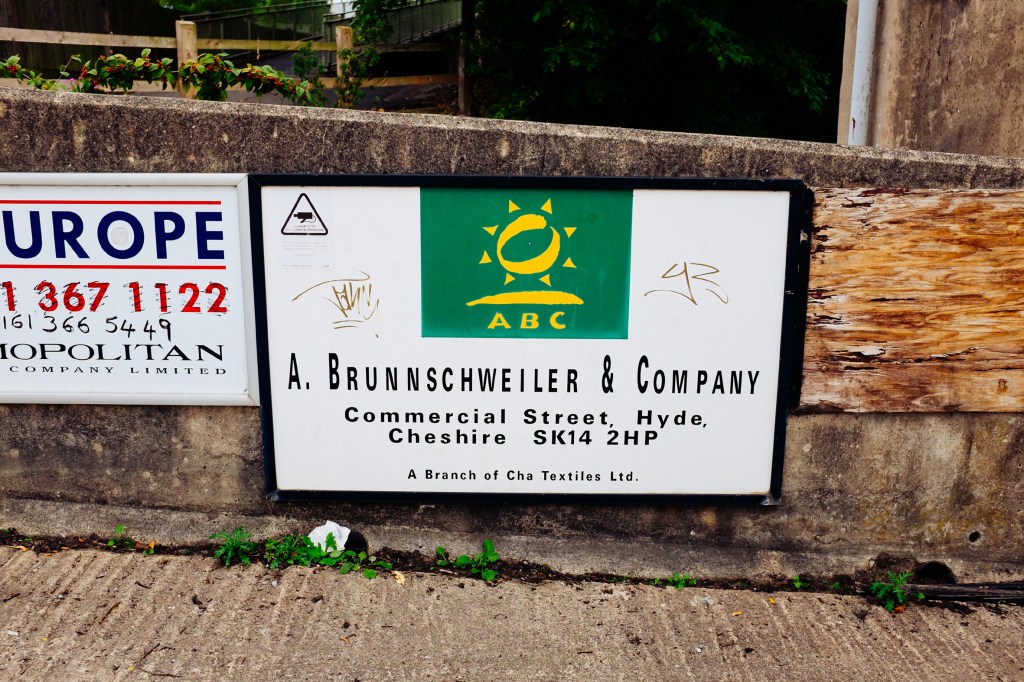 UROPE
1 367 1122
161 366 5449
MOPOLITAN
COMPANY LIMITED
ABC
A. BRUNNSCHWEILER & COMPANY
Commercial Street, Hyde,
Cheshire SK14 2HP
A Branch of Cha Textiles Ltd.